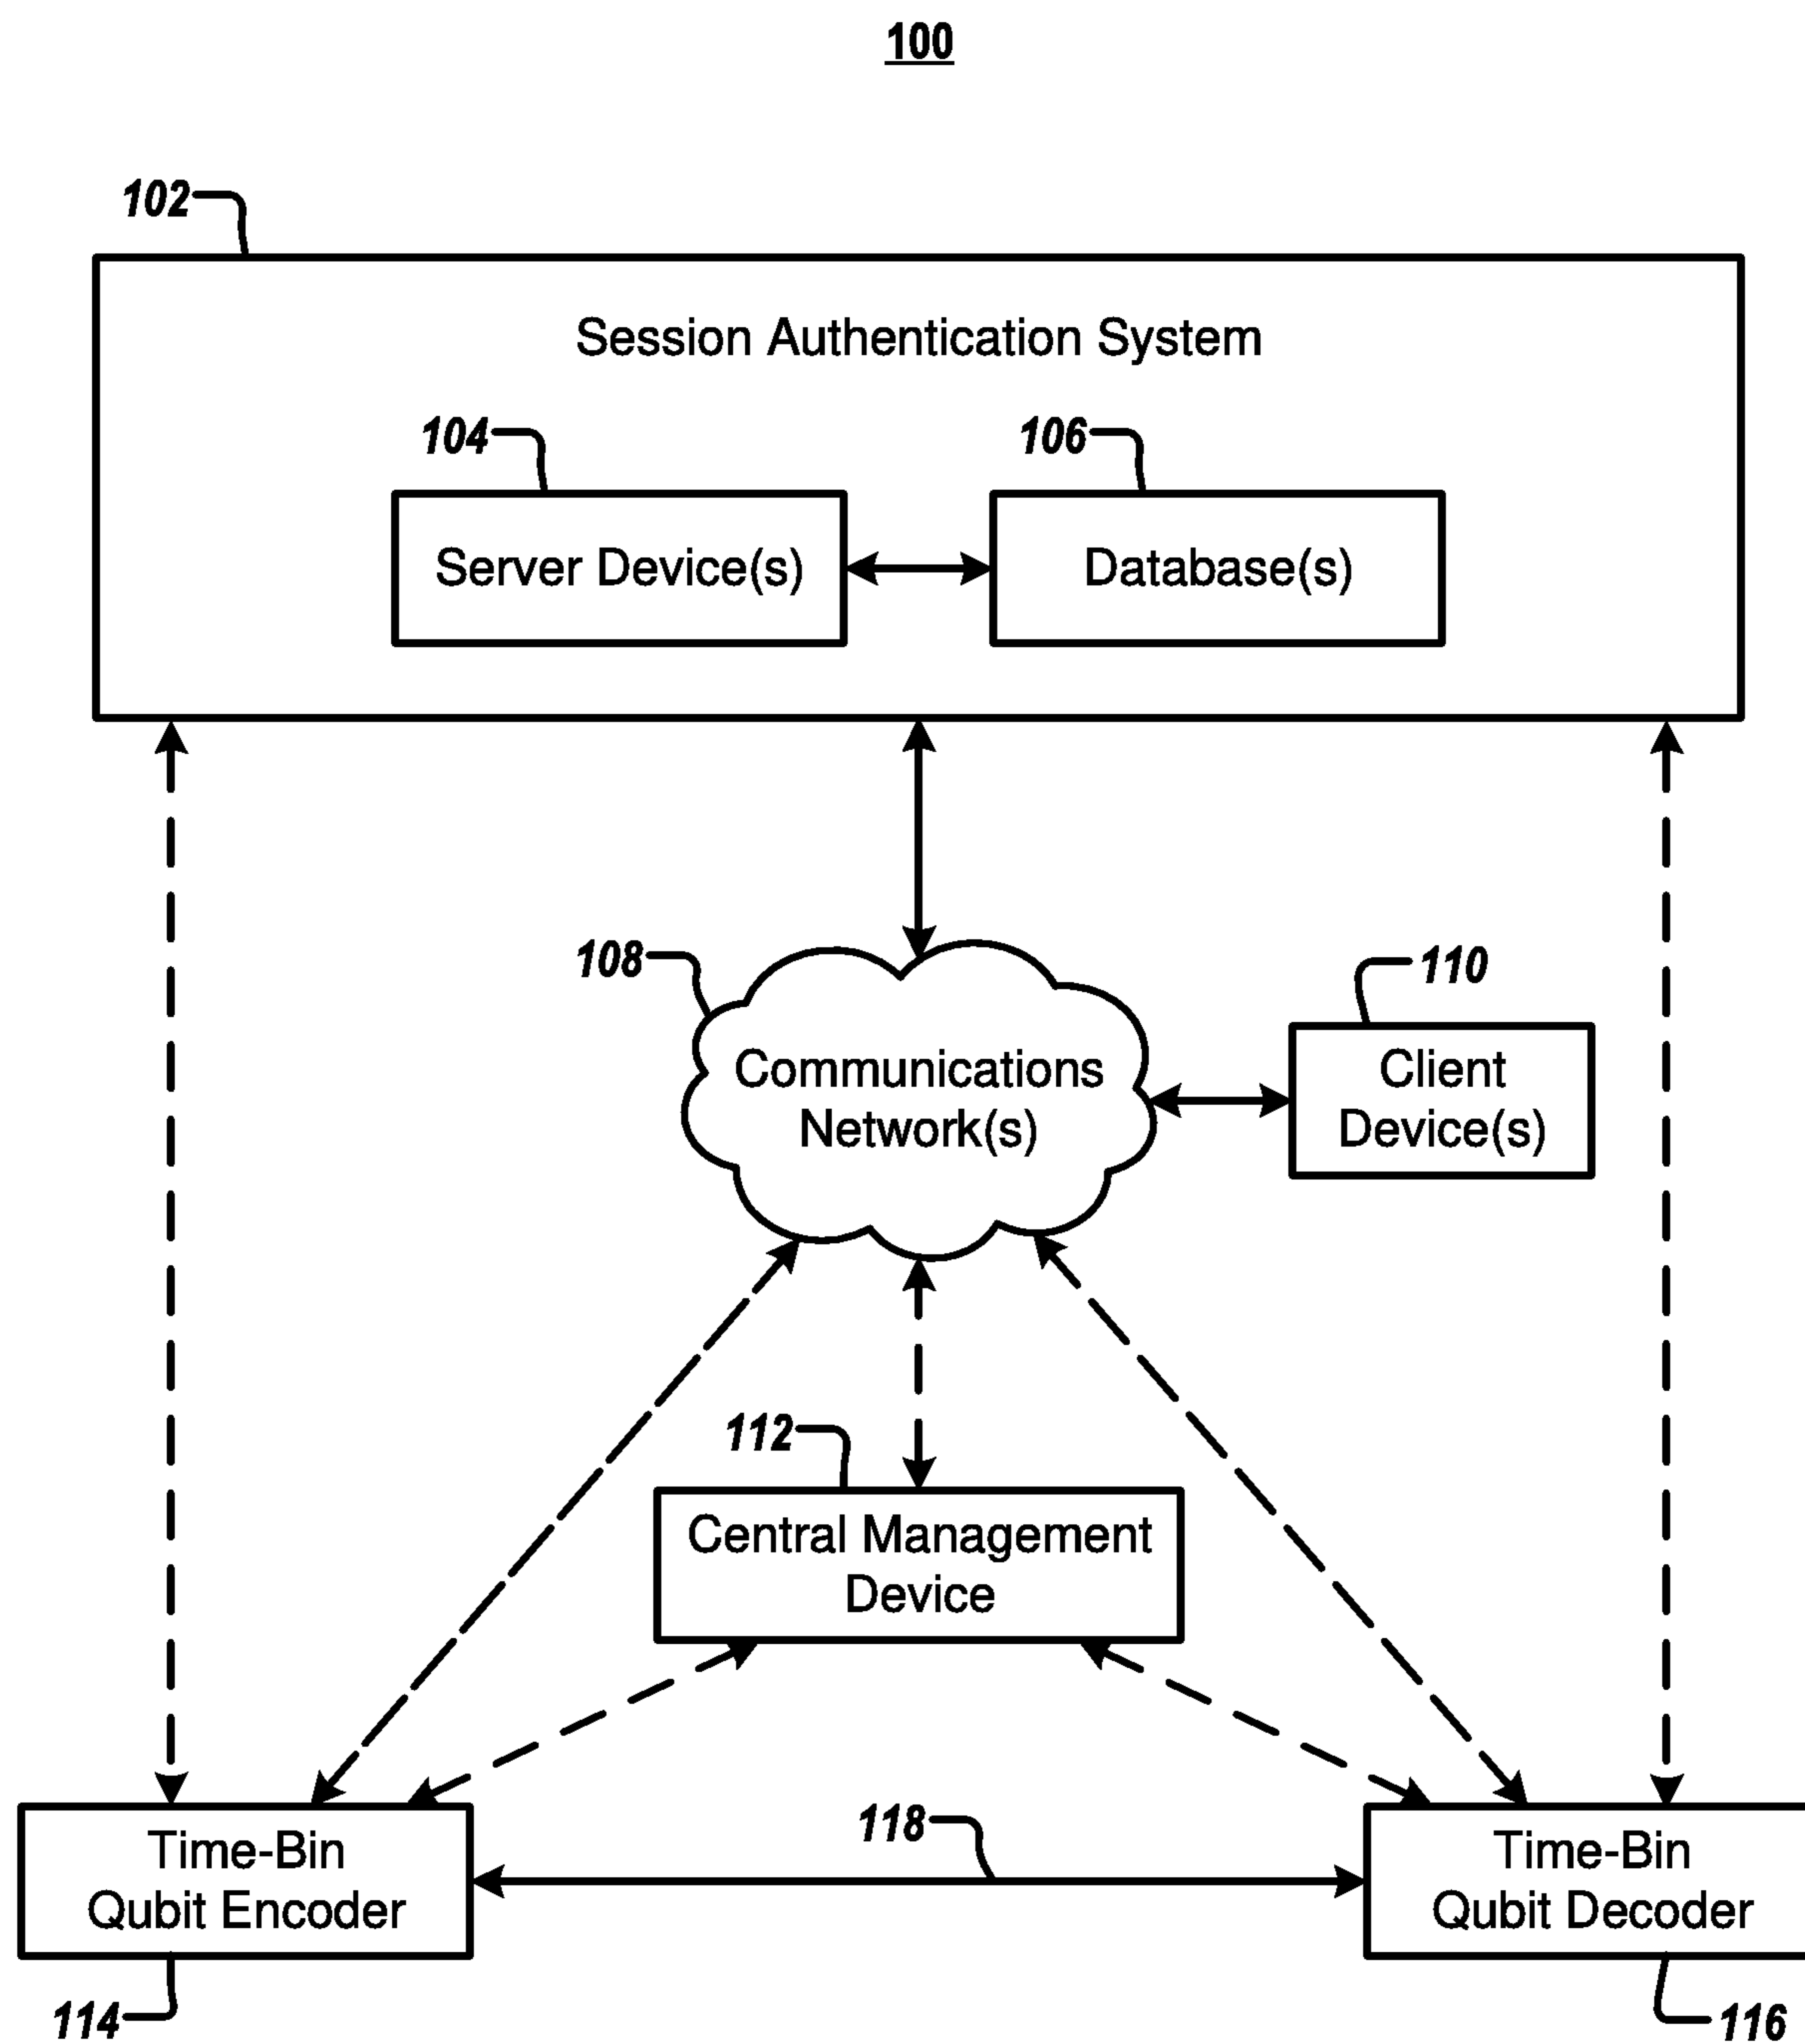 100
102
Session Authentication System
104
106
Server Device(s)
Database(s)
108
110
Communications
Network(s)
Client
Device(s)
112
Central Management
Device
118
Time-Bin
Qubit Encoder
Time-Bin
Qubit Decoder
114
116